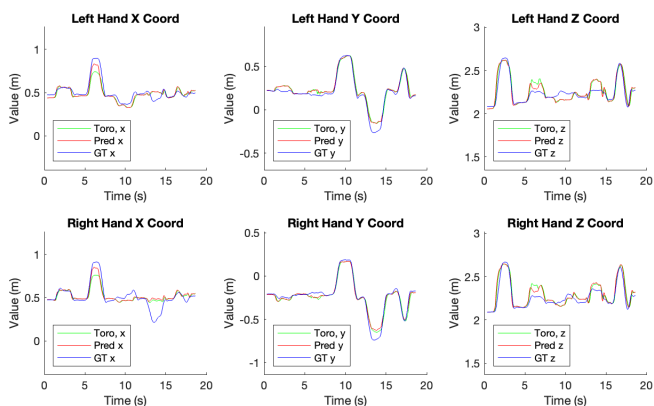 Left Hand X Coord
Value (m)
1
0.5
0
Toro, x
Pred x
GT x
0 5 10 15 20
Time (s)
Left Hand Y Coord
Value (m)
0.5
0
-0.5
Toro, y
Pred y
GT y
0 5 10 15 20
Time (s)
Left Hand Z Coord
Value (m)
3
2.5
2
1.5
Toro, z
Pred z
GT z
0 5 10 15 20
Time (s)
Right Hand X Coord
Value (m)
1
0.5
0
Toro, x
Pred x
GT x
0 5 10 15 20
Time (s)
Right Hand Y Coord
Value (m)
0.5
0
-0.5
-1
Toro, y
Pred y
GT y
0 5 10 15 20
Time (s)
Right Hand Z Coord
Value (m)
3
2.5
2
1.5
Toro, z
Pred z
GT z
0 5 10 15 20
Time (s)